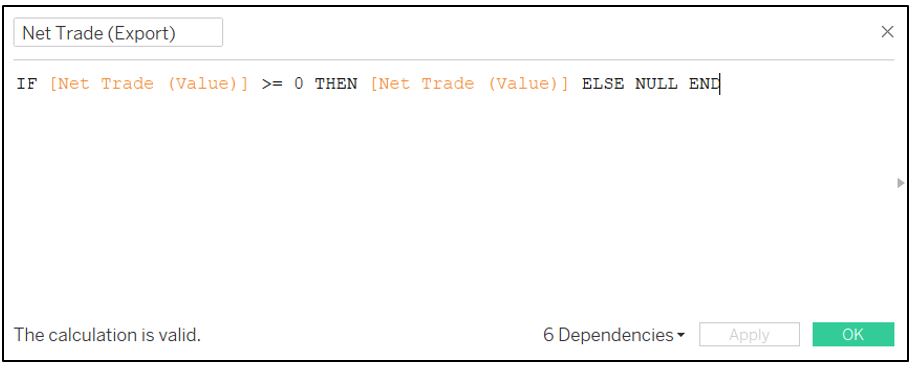 Net Trade (Export)
IF [Net Trade (Value)] >= 0 THEN [Net Trade (Value)] ELSE NULL END
The calculation is valid.
6 Dependencies
Apply
OK